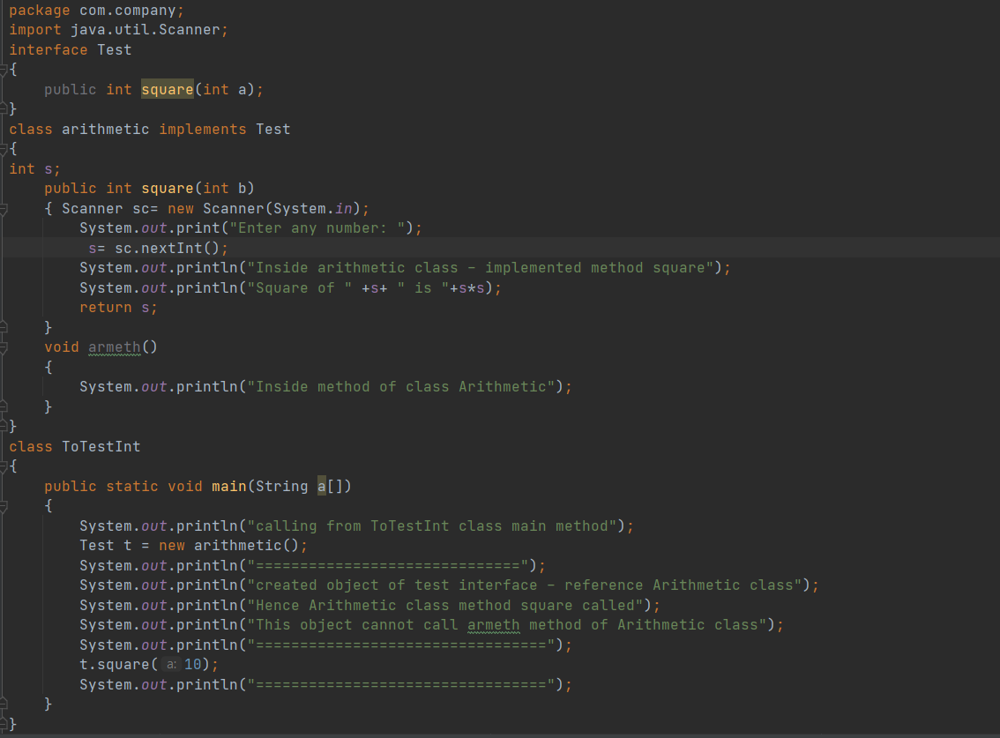 package com.company;
import java.util.Scanner;
interface Test
{
    public int square(int a);
}
class arithmetic implements Test
{
int s;
    public int square(int b)
    { Scanner sc= new Scanner(System.in);
        System.out.print("Enter any number: ");
         s= sc.nextInt();
        System.out.println("Inside arithmetic class - implemented method square");
        System.out.println("Square of " +s+ " is "+s*s);
        return s;
    }
    void armeth()
    {
        System.out.println("Inside method of class Arithmetic");
    }
}
class ToTestInt
{
    public static void main(String a[])
    {
        System.out.println("calling from ToTestInt class main method");
        Test t = new arithmetic();
        System.out.println("==============================");
        System.out.println("created object of test interface - reference Arithmetic class");
        System.out.println("Hence Arithmetic class method square called");
        System.out.println("This object cannot call armeth method of Arithmetic class");
        System.out.println("=================================");
        t.square( a: 10);
        System.out.println("=================================");
    }
}